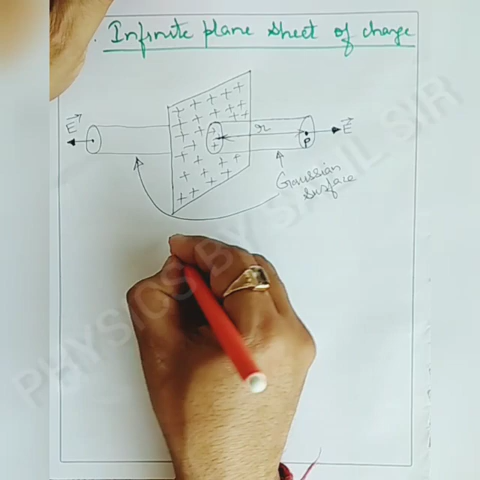 . Infinite plane sheet of charge
E
r
P
E
Gaussian
Surface
PHYSICS BY SAHIL SIR